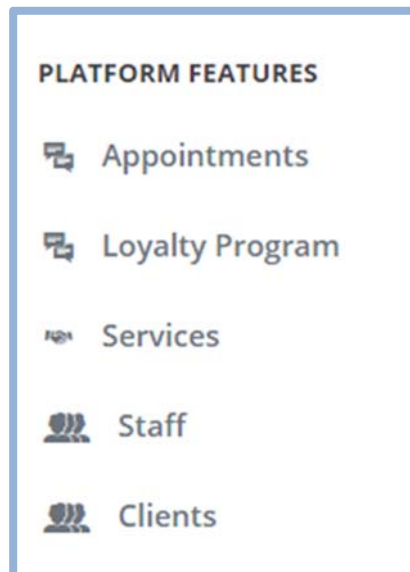 PLATFORM FEATURES
Appointments
Loyalty Program
Services
Staff
Clients